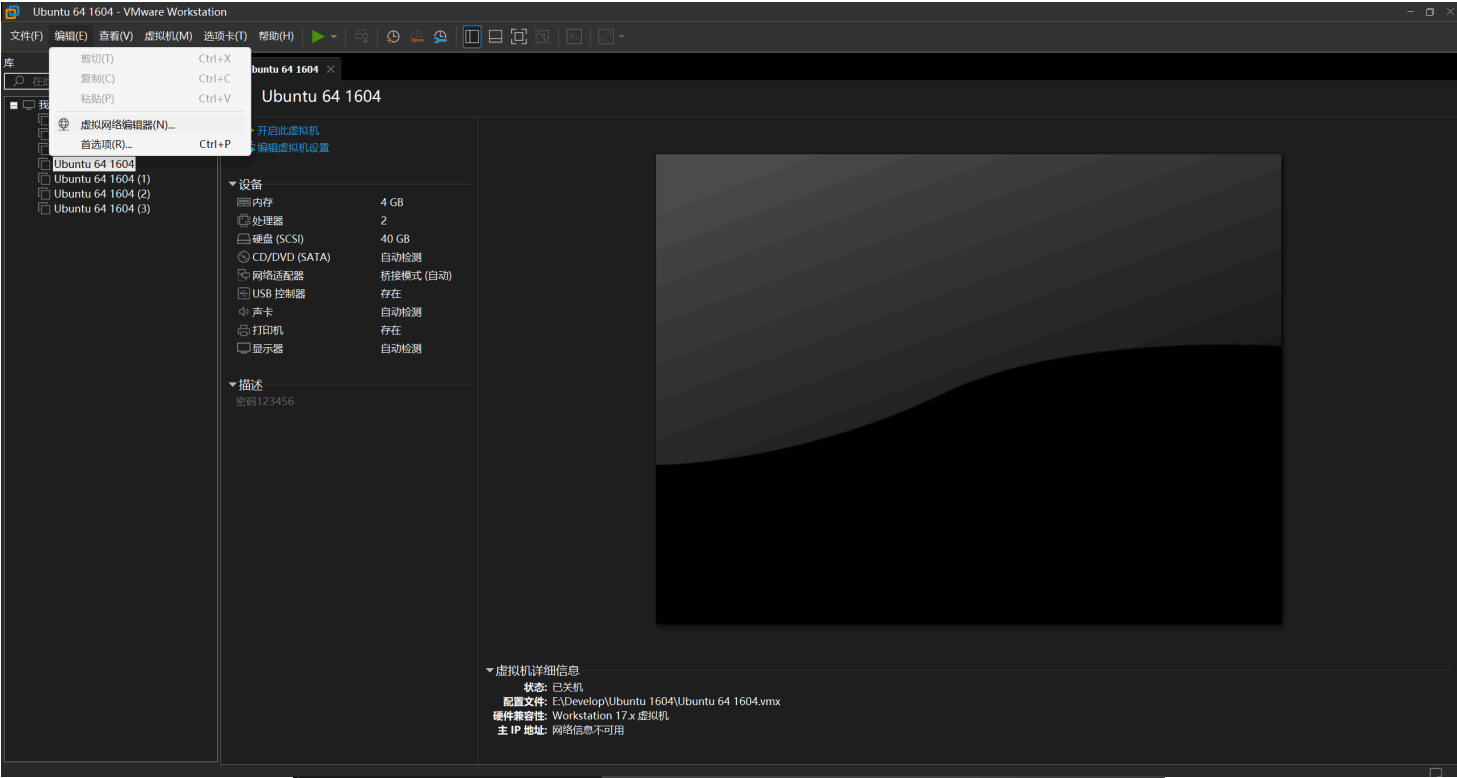 Ubuntu 64 1604 - VMware Workstation
文件(F) 编辑(E) 查看(V) 虚拟机(M) 选项卡(T) 帮助(H)
库
剪切(T) Ctrl+X
复制(C) Ctrl+C
粘贴(P) Ctrl+V
虚拟网络编辑器(N)...
首选项(R)... Ctrl+P
在此
我
Ubuntu 64 1604
Ubuntu 64 1604 (1)
Ubuntu 64 1604 (2)
Ubuntu 64 1604 (3)
buntu 64 1604
Ubuntu 64 1604
开启此虚拟机
编辑虚拟机设置
设备
内存 4 GB
处理器 2
硬盘 (SCSI) 40 GB
CD/DVD (SATA) 自动检测
网络适配器 桥接模式 (自动)
USB 控制器 存在
声卡 自动检测
打印机 存在
显示器 自动检测
描述
密码123456
虚拟机详细信息
状态: 已关机
配置文件: E:\Develop\Ubuntu 1604\Ubuntu 64 1604.vmx
硬件兼容性: Workstation 17.x 虚拟机
主 IP 地址: 网络信息不可用